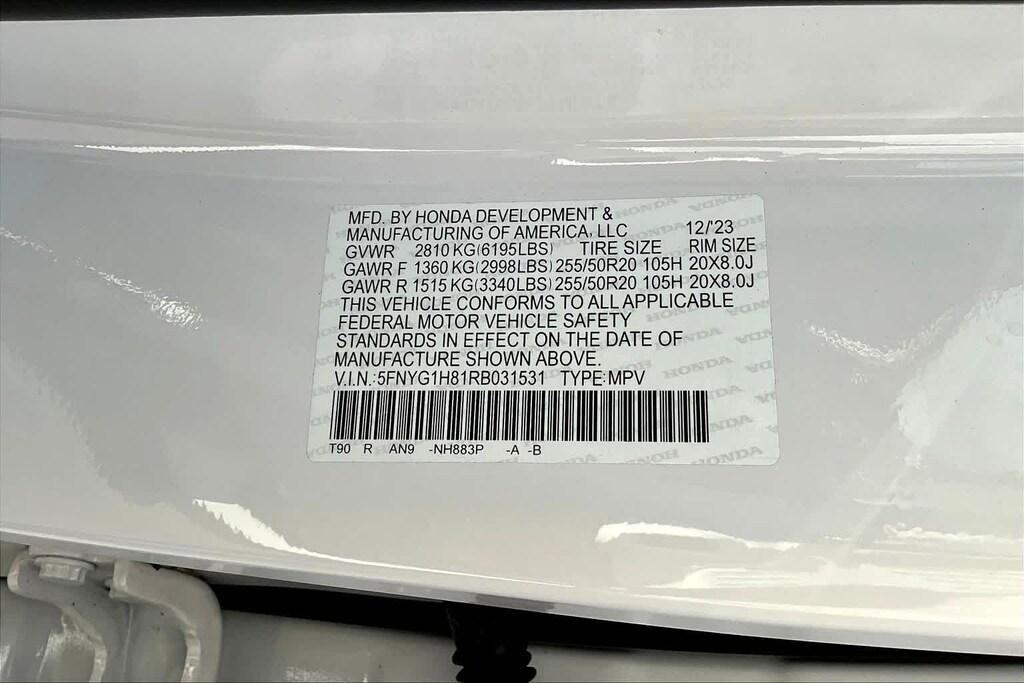 MFD. BY HONDA DEVELOPMENT &
MANUFACTURING OF AMERICA, LLC 12/'23
GVWR 2810 KG(6195LBS) TIRE SIZE RIM SIZE
GAWR F 1360 KG(2998LBS) 255/50R20 105H 20X8.0J
GAWR R 1515 KG(3340LBS) 255/50R20 105H 20X8.0J
THIS VEHICLE CONFORMS TO ALL APPLICABLE
FEDERAL MOTOR VEHICLE SAFETY
STANDARDS IN EFFECT ON THE DATE OF
MANUFACTURE SHOWN ABOVE.
V.I.N.:5FNYG1H81RB031531 TYPE:MPV
T90 R AN9 -NH883P -A -B